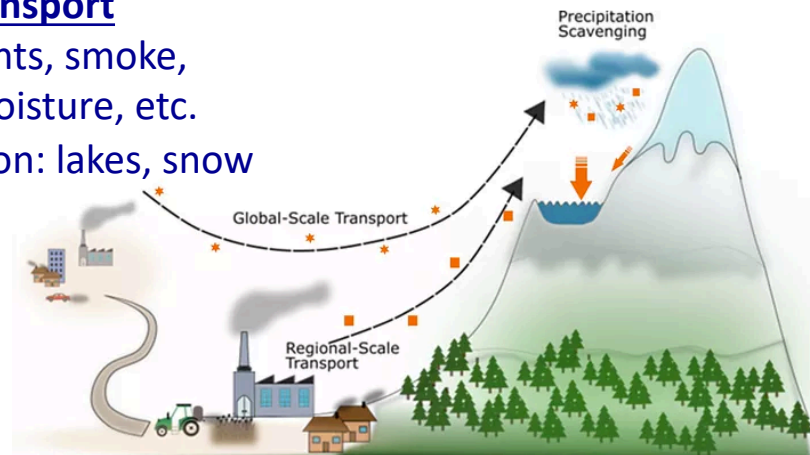 nsport
nts, smoke,
oisture, etc.
on: lakes, snow
Precipitation
Scavenging
Global-Scale Transport
Regional-Scale
Transport